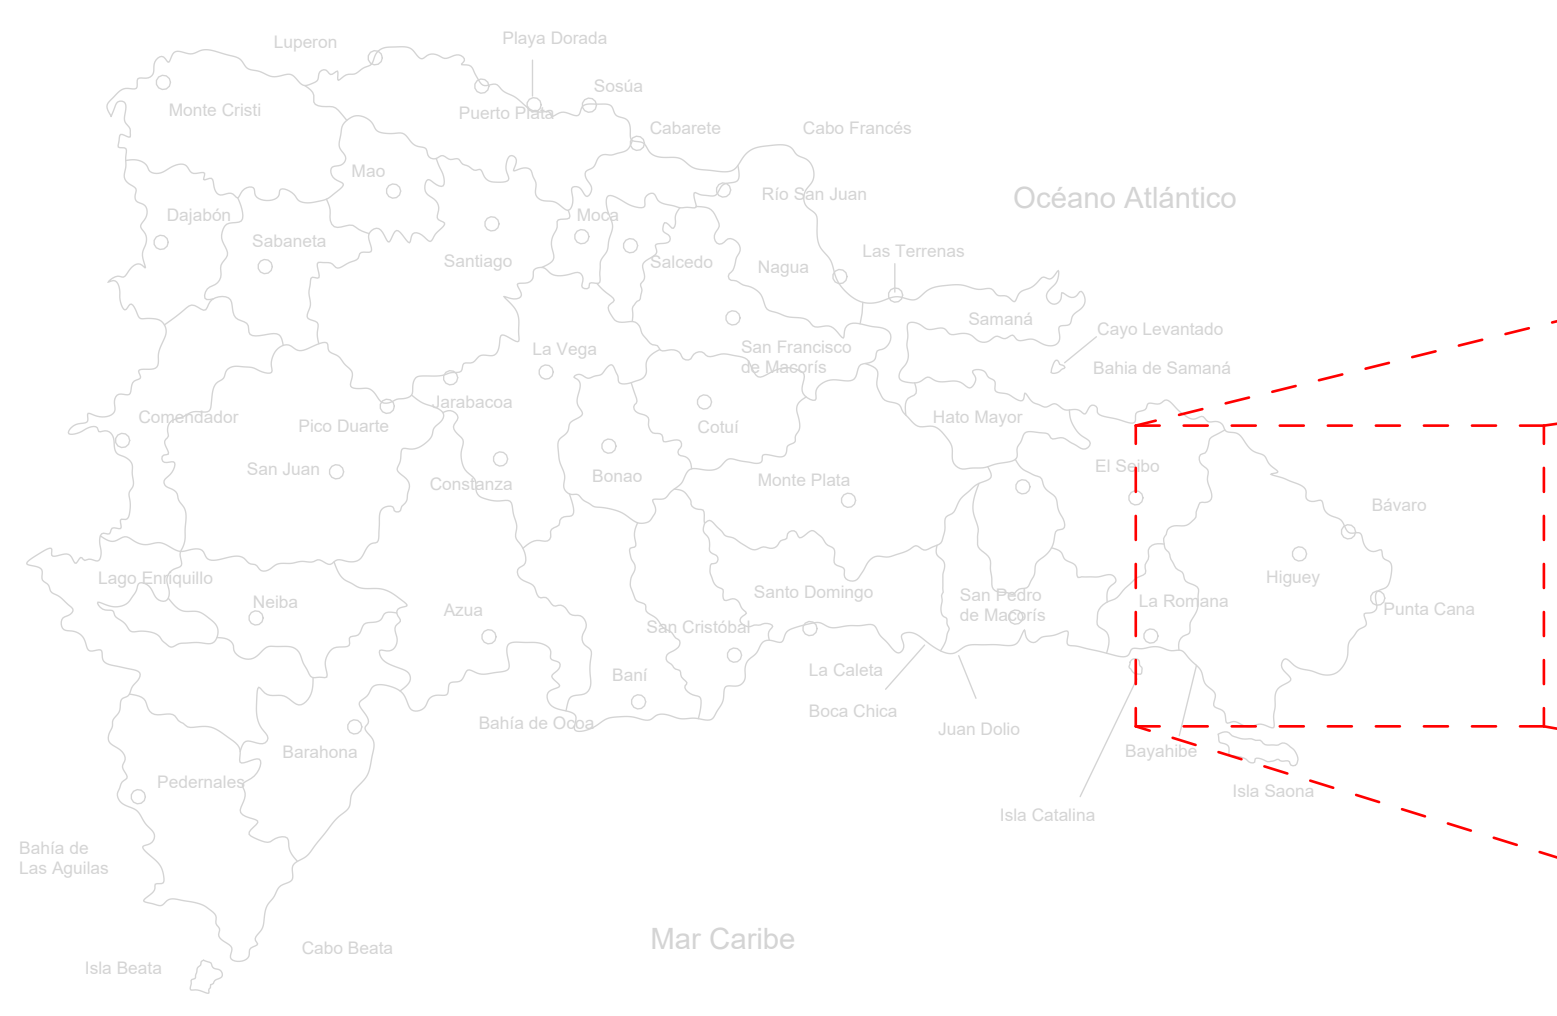 Luperon
Playa Dorada
Sosúa
Monte Cristi
Puerto Plata
Cabarete
Cabo Francés
Mao
Río San Juan
Océano Atlántico
Dajabón
Moca
Sabaneta
Santiago
Salcedo
Nagua
Las Terrenas
Samaná
Cayo Levantado
La Vega
San Francisco
de Macorís
Bahia de Samaná
Jarabacoa
Comendador
Pico Duarte
Cotuí
Hato Mayor
San Juan
Constanza
Bonao
Monte Plata
El Seibo
Bávaro
Lago Enriquillo
Neiba
Azua
Santo Domingo
San Pedro
de Macorís
La Romana
Higuey
Punta Cana
San Cristóbal
Baní
La Caleta
Boca Chica
Juan Dolio
Bahía de Ocoa
Barahona
Bayahibe
Pedernales
Isla Saona
Isla Catalina
Bahía de
Las Aguilas
Mar Caribe
Cabo Beata
Isla Beata